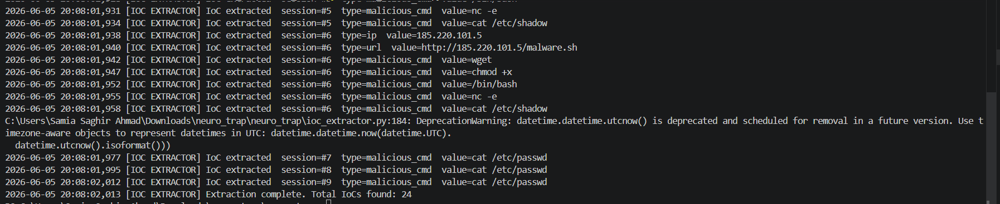 2026-06-05 20:08:01,931 [IOC EXTRACTOR] IoC extracted  session=#5  type=malicious_cmd  value=nc -e
2026-06-05 20:08:01,934 [IOC EXTRACTOR] IoC extracted  session=#5  type=malicious_cmd  value=cat /etc/shadow
2026-06-05 20:08:01,938 [IOC EXTRACTOR] IoC extracted  session=#6  type=ip  value=185.220.101.5
2026-06-05 20:08:01,940 [IOC EXTRACTOR] IoC extracted  session=#6  type=url  value=http://185.220.101.5/malware.sh
2026-06-05 20:08:01,942 [IOC EXTRACTOR] IoC extracted  session=#6  type=malicious_cmd  value=wget
2026-06-05 20:08:01,947 [IOC EXTRACTOR] IoC extracted  session=#6  type=malicious_cmd  value=chmod +x
2026-06-05 20:08:01,952 [IOC EXTRACTOR] IoC extracted  session=#6  type=malicious_cmd  value=/bin/bash
2026-06-05 20:08:01,955 [IOC EXTRACTOR] IoC extracted  session=#6  type=malicious_cmd  value=nc -e
2026-06-05 20:08:01,958 [IOC EXTRACTOR] IoC extracted  session=#6  type=malicious_cmd  value=cat /etc/shadow
C:\Users\Samia Saghir Ahmad\Downloads\neuro_trap\neuro_trap\ioc_extractor.py:184: DeprecationWarning: datetime.datetime.utcnow() is deprecated and scheduled for removal in a future version. Use t
imezone-aware objects to represent datetimes in UTC: datetime.datetime.now(datetime.UTC).
  datetime.utcnow().isoformat()))
2026-06-05 20:08:01,977 [IOC EXTRACTOR] IoC extracted  session=#7  type=malicious_cmd  value=cat /etc/passwd
2026-06-05 20:08:01,995 [IOC EXTRACTOR] IoC extracted  session=#8  type=malicious_cmd  value=cat /etc/passwd
2026-06-05 20:08:02,012 [IOC EXTRACTOR] IoC extracted  session=#9  type=malicious_cmd  value=cat /etc/passwd
2026-06-05 20:08:02,013 [IOC EXTRACTOR] Extraction complete. Total IoCs found: 24